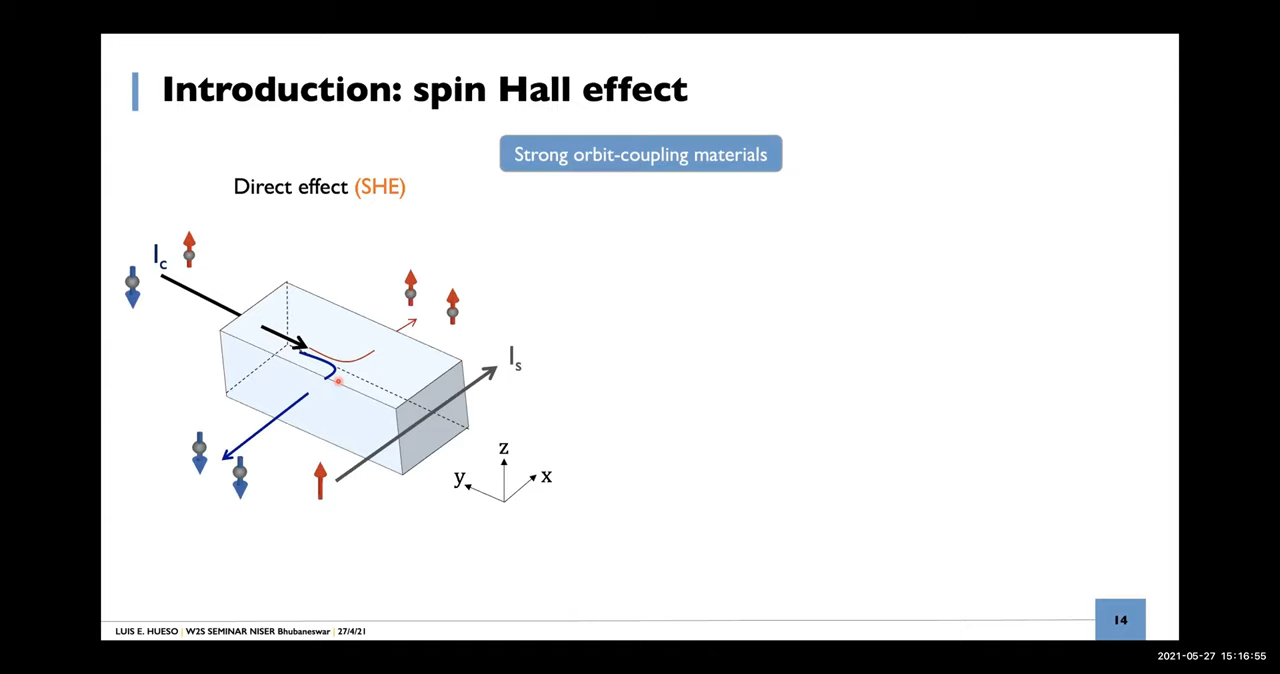 Introduction: spin Hall effect
Strong orbit-coupling materials
Direct effect (SHE)
Ic
Is
z
y
x
LUIS E. HUESO | W2S SEMINAR NISER Bhubaneswar | 27/4/21
14
2021-05-27 15:16:55